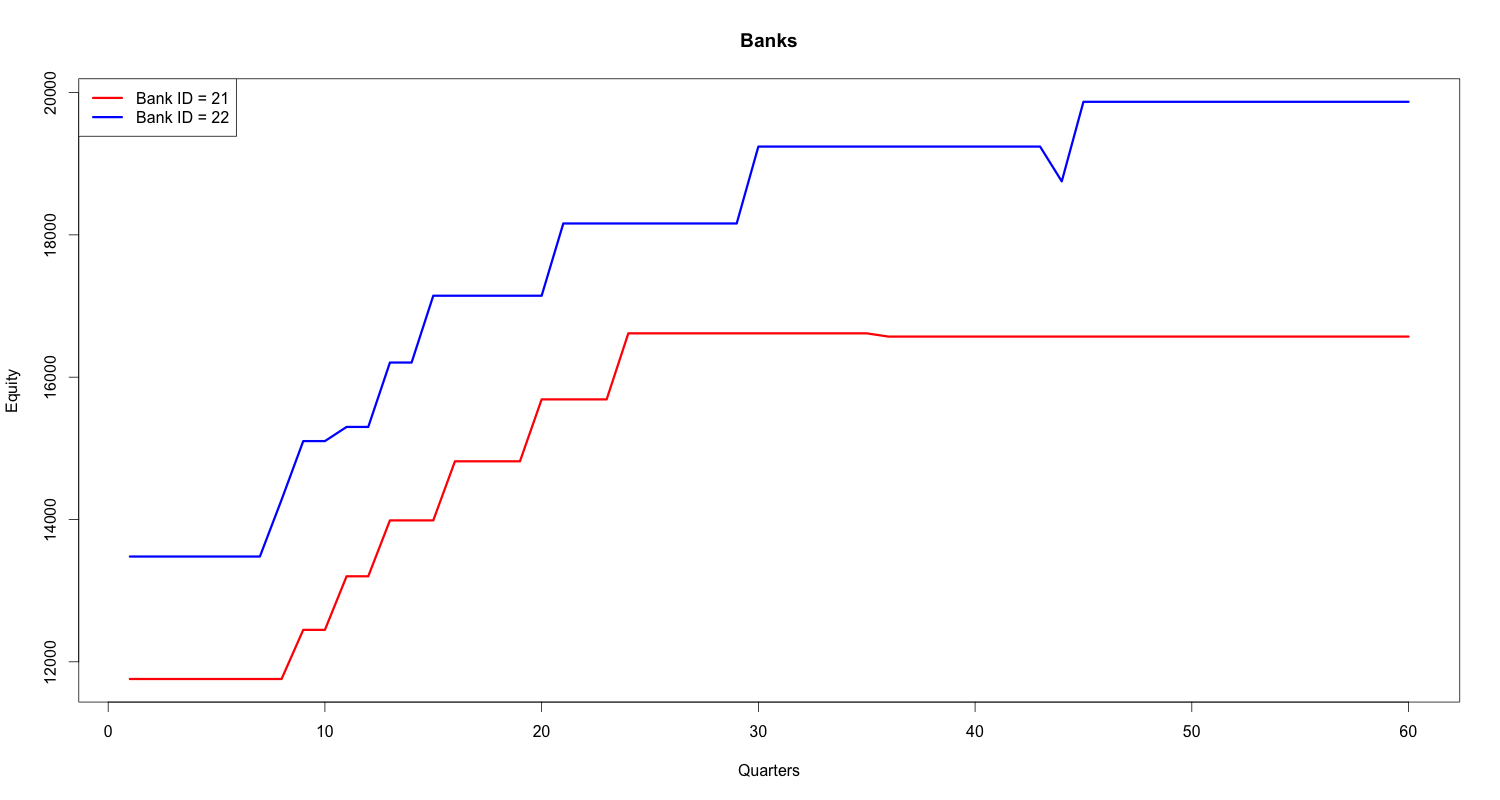 Banks
Bank ID = 21
Bank ID = 22
20000
18000
16000
14000
12000
Equity
0 10 20 30 40 50 60
Quarters